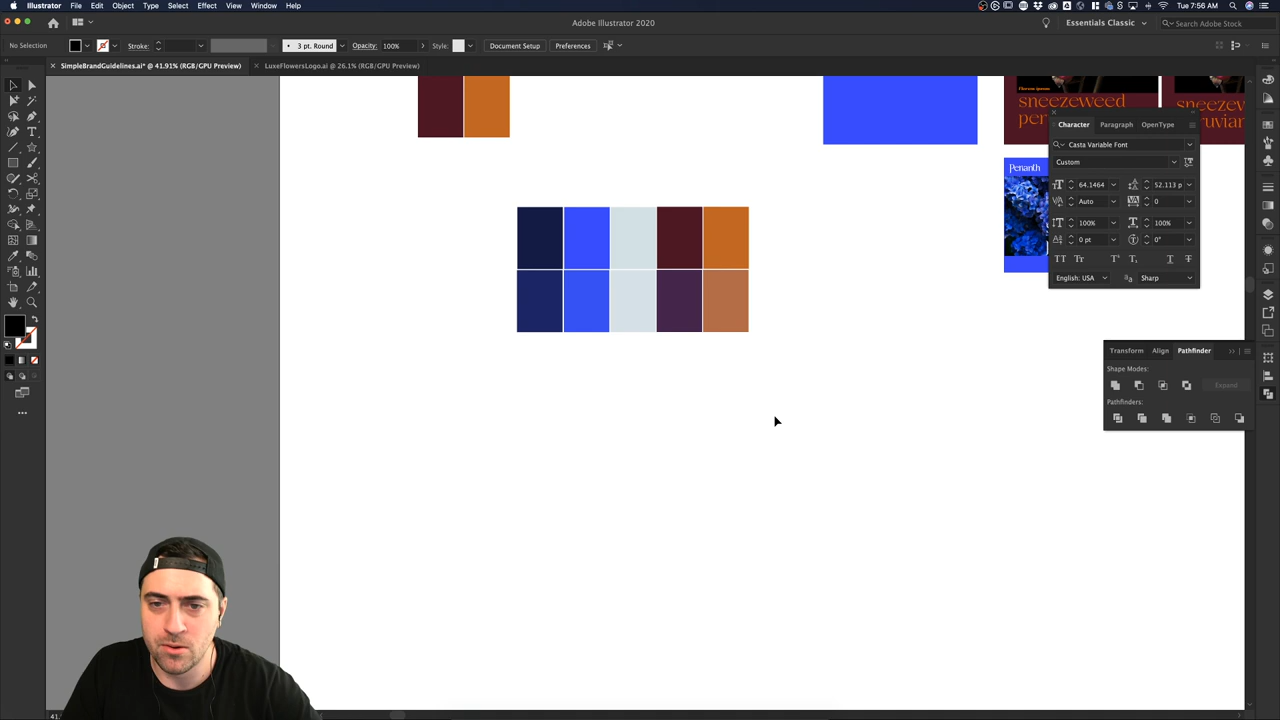 Illustrator File Edit Object Type Select Effect View Window Help
Tue 7:56 AM
Adobe Illustrator 2020
Essentials Classic
Search Adobe Stock
No Selection
Stroke:
3 pt. Round
Opacity: 100%
Style:
Document Setup
Preferences
SimpleBrandGuidelines.ai* @ 41.91% (RGB/GPU Preview)
LuxeFlowersLogo.ai @ 26.1% (RGB/GPU Preview)
sneezeweed
Character Paragraph OpenType
Casta Variable Font
Custom
Penanth
64.1464
52.113 p
Auto
0
100%
100%
0 pt
0°
English: USA
Sharp
Transform Align Pathfinder
Shape Modes:
Expand
Pathfinders:
41.